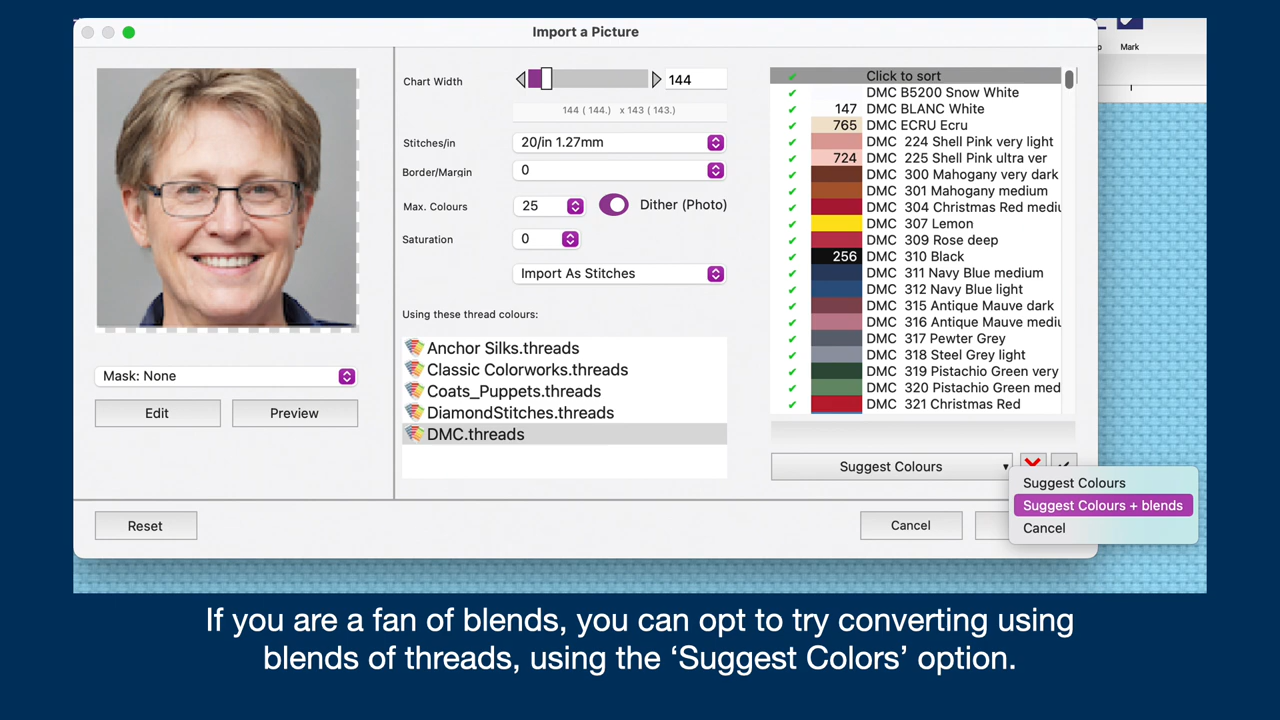 Import a Picture
Mark
Chart Width
144
144 ( 144.) x 143 ( 143.)
Stitches/in
20/in 1.27mm
Border/Margin
0
Max. Colours
25
Dither (Photo)
Saturation
0
Import As Stitches
Using these thread colours:
Anchor Silks.threads
Classic Colorworks.threads
Coats_Puppets.threads
DiamondStitches.threads
DMC.threads
Mask: None
Edit
Preview
Click to sort
DMC B5200 Snow White
147 DMC BLANC White
765 DMC ECRU Ecru
DMC 224 Shell Pink very light
724 DMC 225 Shell Pink ultra ver
DMC 300 Mahogany very dark
DMC 301 Mahogany medium
DMC 304 Christmas Red mediu
DMC 307 Lemon
DMC 309 Rose deep
256 DMC 310 Black
DMC 311 Navy Blue medium
DMC 312 Navy Blue light
DMC 315 Antique Mauve dark
DMC 316 Antique Mauve mediu
DMC 317 Pewter Grey
DMC 318 Steel Grey light
DMC 319 Pistachio Green very
DMC 320 Pistachio Green med
DMC 321 Christmas Red
Suggest Colours
Suggest Colours
Suggest Colours + blends
Cancel
Reset
Cancel
If you are a fan of blends, you can opt to try converting using
blends of threads, using the ‘Suggest Colors’ option.